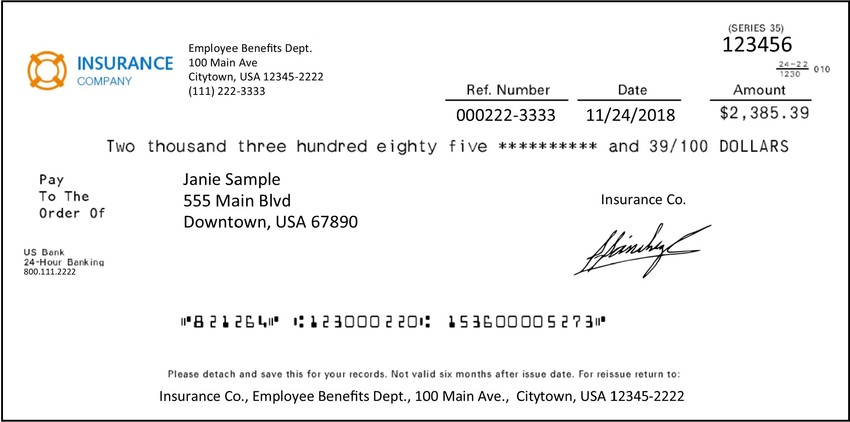 (SERIES 35)
123456
24-22
1230 010
INSURANCE
COMPANY
Employee Benefits Dept.
100 Main Ave
Citytown, USA 12345-2222
(111) 222-3333
Ref. Number Date Amount
000222-3333 11/24/2018 $2,385.39
Two thousand three hundred eighty five ********** and 39/100 DOLLARS
Pay
To The
Order Of
Janie Sample
555 Main Blvd
Downtown, USA 67890
Insurance Co.
US Bank
24-Hour Banking
800.111.2222
⑈821264⑈ ⑆123000220⑆ 153600005273⑈
Please detach and save this for your records. Not valid six months after issue date. For reissue return to:
Insurance Co., Employee Benefits Dept., 100 Main Ave., Citytown, USA 12345-2222